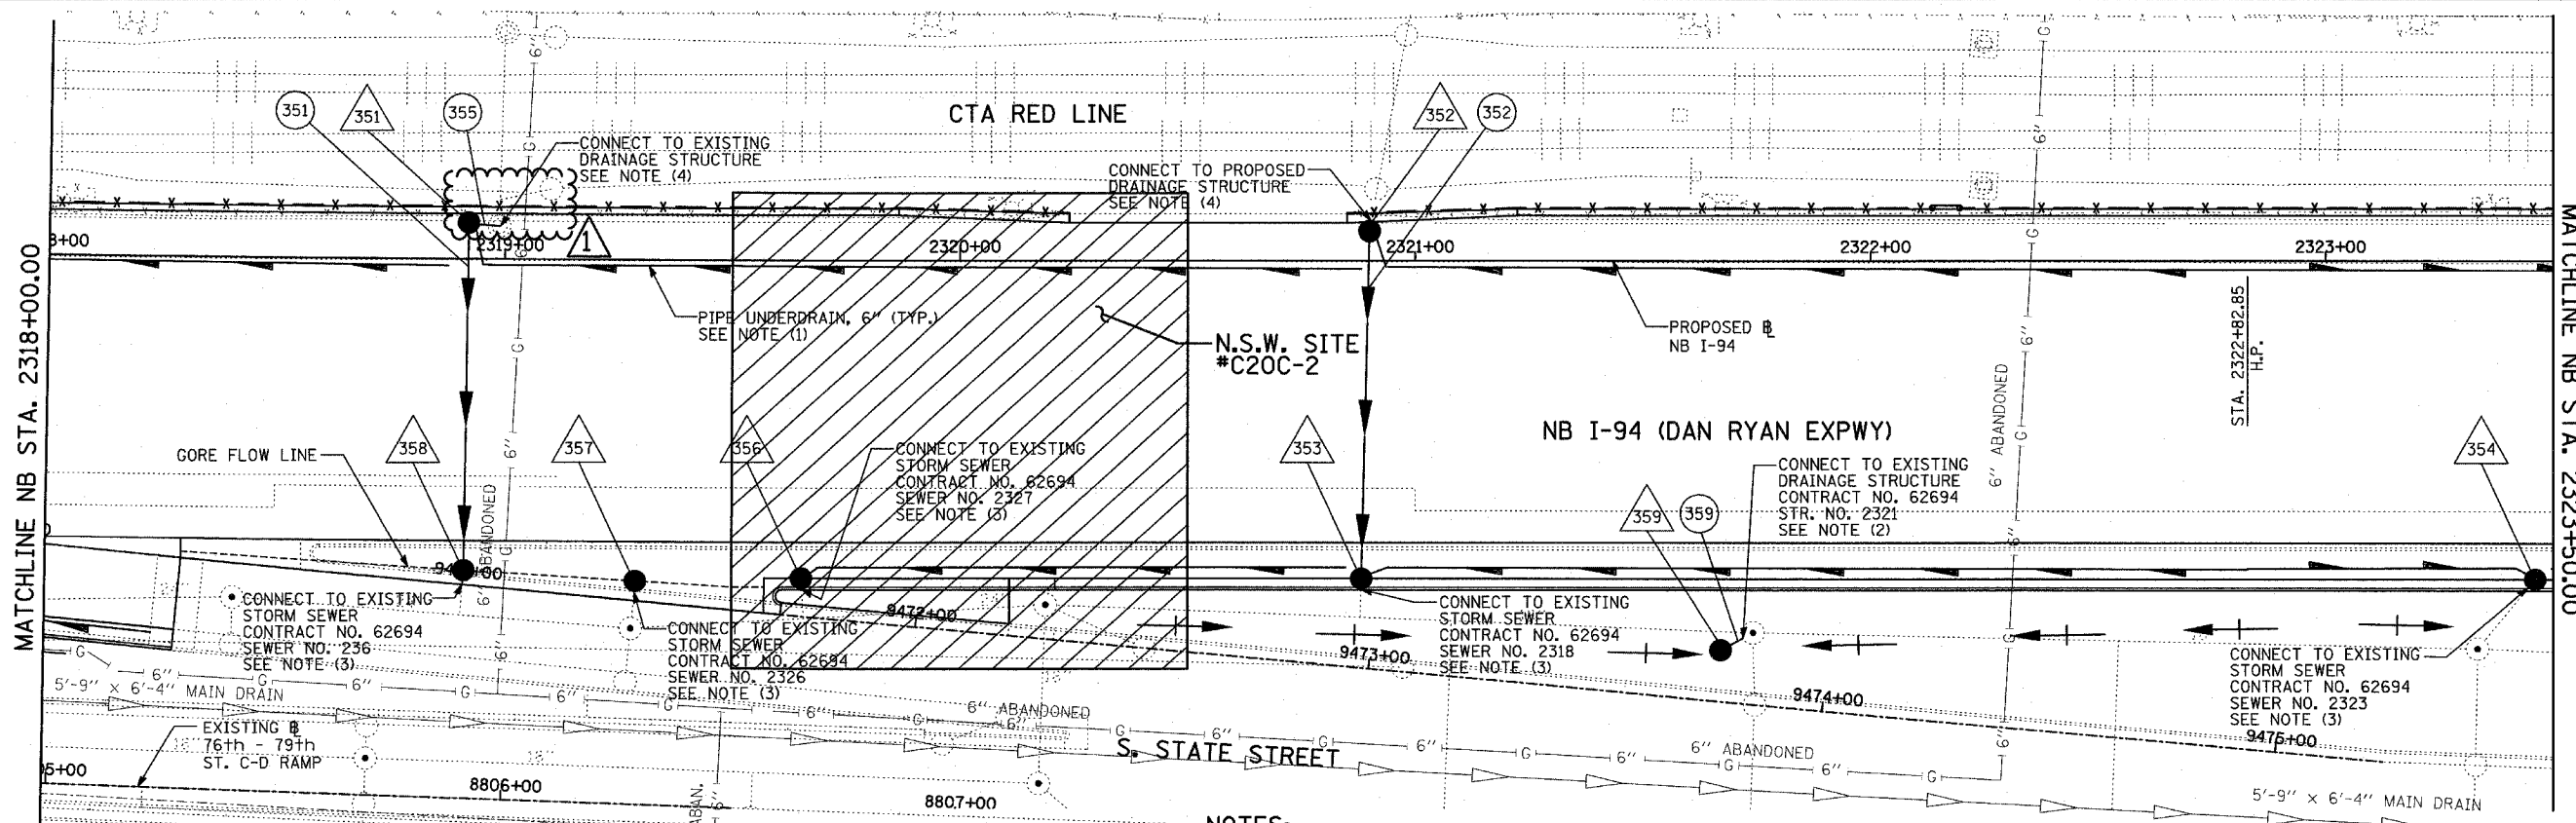 CTA RED LINE
351
351
355
CONNECT TO EXISTING
DRAINAGE STRUCTURE
SEE NOTE (4)
CONNECT TO PROPOSED
DRAINAGE STRUCTURE
SEE NOTE (4)
352
352
1
2319+00
2320+00
2321+00
2322+00
2323+00
MATCHLINE NB STA. 2318+00.00
MATCHLINE NB STA. 2323+50.00
PIPE UNDERDRAIN, 6" (TYP.)
SEE NOTE (1)
N.S.W. SITE
#C20C-2
PROPOSED ℄
NB I-94
STA. 2322+82.85
H.P.
NB I-94 (DAN RYAN EXPWY)
GORE FLOW LINE
358
357
356
353
359
359
354
CONNECT TO EXISTING
STORM SEWER
CONTRACT NO. 62694
SEWER NO. 2327
SEE NOTE (3)
CONNECT TO EXISTING
DRAINAGE STRUCTURE
CONTRACT NO. 62694
STR. NO. 2321
SEE NOTE (2)
6" ABANDONED
6" ABANDONED
CONNECT TO EXISTING
STORM SEWER
CONTRACT NO. 62694
SEWER NO. 236
SEE NOTE (3)
CONNECT TO EXISTING
STORM SEWER
CONTRACT NO. 62694
SEWER NO. 2326
SEE NOTE (3)
CONNECT TO EXISTING
STORM SEWER
CONTRACT NO. 62694
SEWER NO. 2318
SEE NOTE (3)
CONNECT TO EXISTING
STORM SEWER
CONTRACT NO. 62694
SEWER NO. 2323
SEE NOTE (3)
9472+00
9473+00
9474+00
9475+00
5'-9" x 6'-4" MAIN DRAIN
6" ABANDONED
6" ABANDONED
S. STATE STREET
EXISTING ℄
76th - 79th
ST. C-D RAMP
8806+00
8807+00
5'-9" x 6'-4" MAIN DRAIN
NOTES: